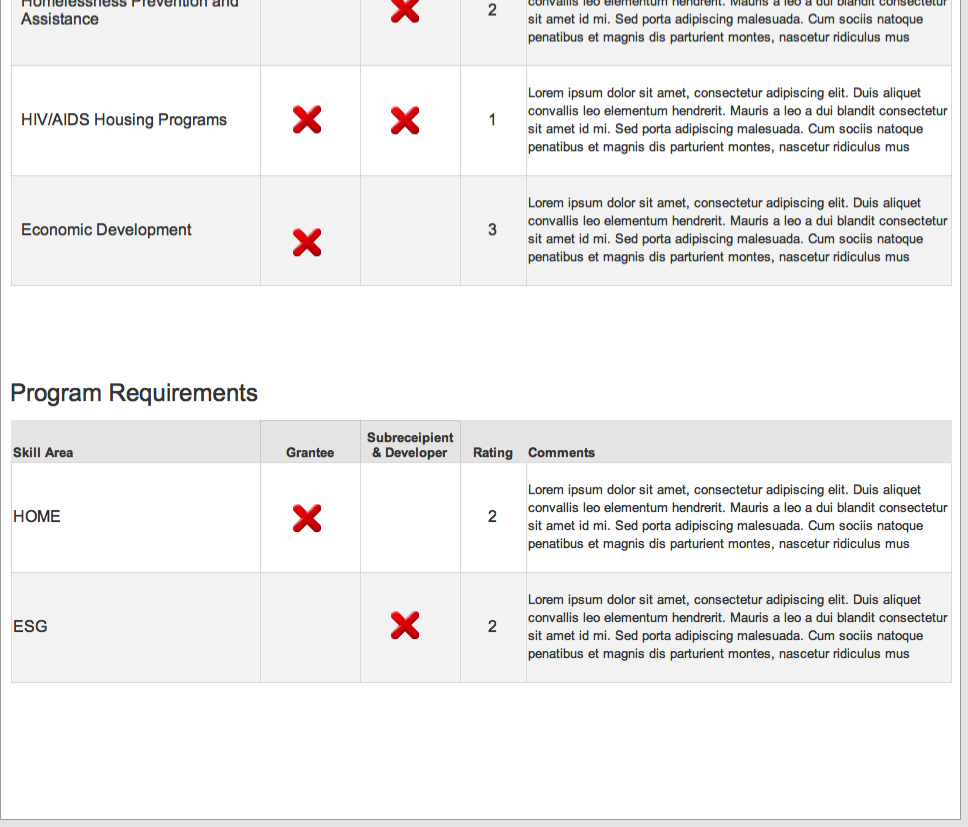 Homelessness Prevention and
Assistance
2
convallis leo elementum hendrerit. Mauris a leo a dui blandit consectetur
sit amet id mi. Sed porta adipiscing malesuada. Cum sociis natoque
penatibus et magnis dis parturient montes, nascetur ridiculus mus
HIV/AIDS Housing Programs
1
Lorem ipsum dolor sit amet, consectetur adipiscing elit. Duis aliquet
convallis leo elementum hendrerit. Mauris a leo a dui blandit consectetur
sit amet id mi. Sed porta adipiscing malesuada. Cum sociis natoque
penatibus et magnis dis parturient montes, nascetur ridiculus mus
Economic Development
3
Lorem ipsum dolor sit amet, consectetur adipiscing elit. Duis aliquet
convallis leo elementum hendrerit. Mauris a leo a dui blandit consectetur
sit amet id mi. Sed porta adipiscing malesuada. Cum sociis natoque
penatibus et magnis dis parturient montes, nascetur ridiculus mus
Program Requirements
Skill Area
Grantee
Subreceipient
& Developer
Rating
Comments
HOME
2
Lorem ipsum dolor sit amet, consectetur adipiscing elit. Duis aliquet
convallis leo elementum hendrerit. Mauris a leo a dui blandit consectetur
sit amet id mi. Sed porta adipiscing malesuada. Cum sociis natoque
penatibus et magnis dis parturient montes, nascetur ridiculus mus
ESG
2
Lorem ipsum dolor sit amet, consectetur adipiscing elit. Duis aliquet
convallis leo elementum hendrerit. Mauris a leo a dui blandit consectetur
sit amet id mi. Sed porta adipiscing malesuada. Cum sociis natoque
penatibus et magnis dis parturient montes, nascetur ridiculus mus